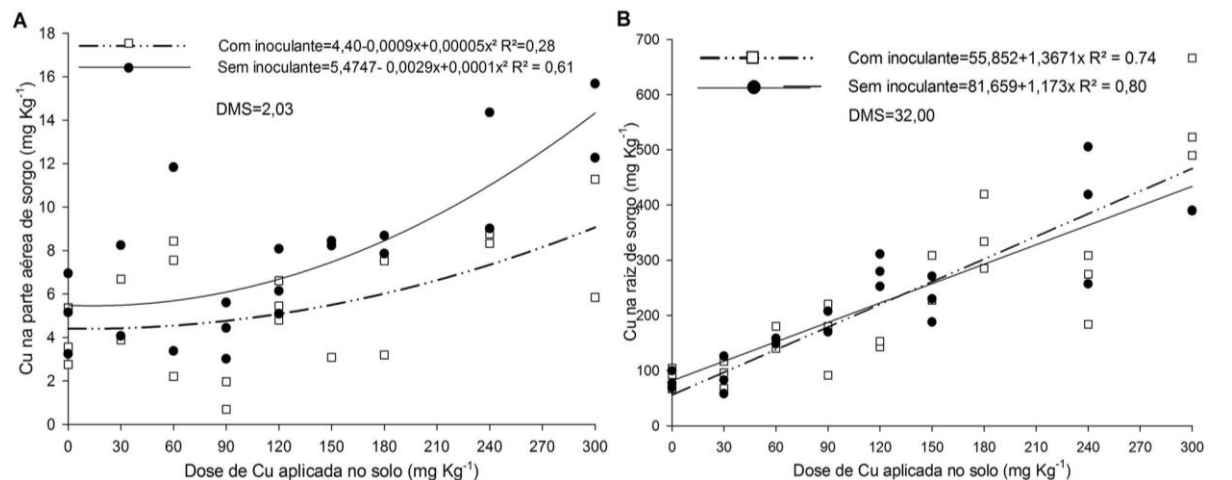 A
Cu na parte aérea de sorgo (mg Kg⁻¹)
18
16
14
12
10
8
6
4
2
0
Com inoculante=4,40-0,0009x+0,00005x² R²=0,28
Sem inoculante=5,4747- 0,0029x+0,0001x² R² = 0,61
DMS=2,03
0 30 60 90 120 150 180 210 240 270 300
Dose de Cu aplicada no solo (mg Kg⁻¹)
B
Cu na raiz de sorgo (mg Kg⁻¹)
700
600
500
400
300
200
100
0
Com inoculante=55,852+1,3671x R² = 0.74
Sem inoculante=81,659+1,173x R² = 0,80
DMS=32,00
0 30 60 90 120 150 180 210 240 270 300
Dose de Cu aplicada no solo (mg Kg⁻¹)